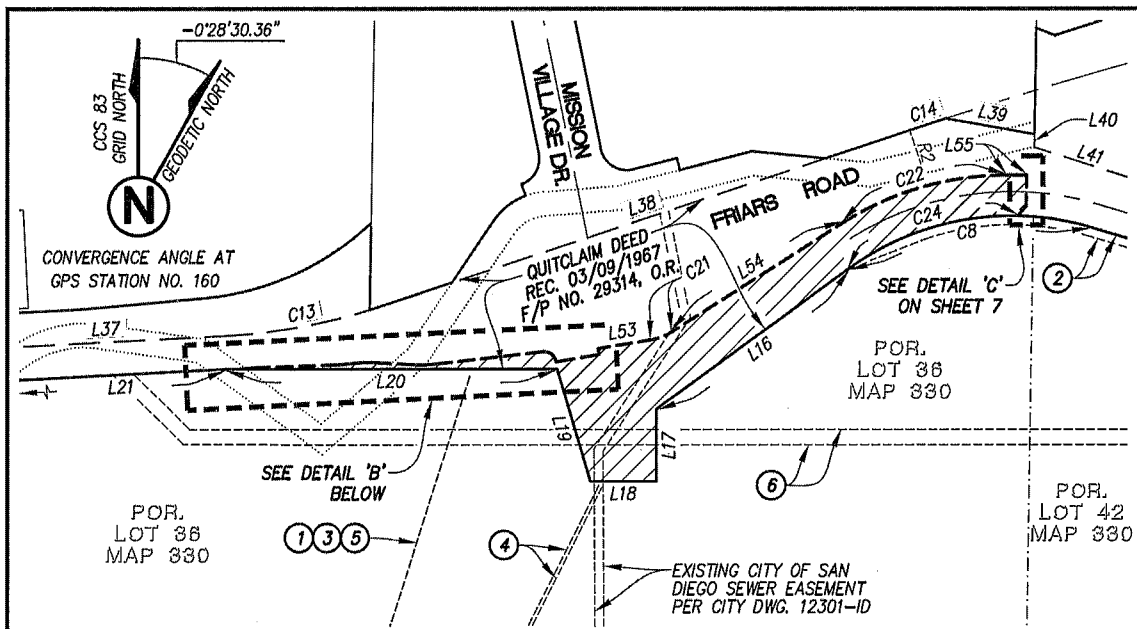 -0°28'30.36"
CCS 83
GRID NORTH
GEODETIC NORTH
N
CONVERGENCE ANGLE AT
GPS STATION NO. 160
MISSION
VILLAGE DR.
C14
L39
L40
L41
R2
L55
C22
L38
FRIARS ROAD
C24
C8
2
QUITCLAIM DEED
REC. 03/09/1967
F/P NO. 29314, O.R.
C21
L54
SEE DETAIL 'C'
ON SHEET 7
C13
L37
L53
L16
POR.
LOT 36
MAP 330
L21
L20
L19
L17
SEE DETAIL 'B'
BELOW
L18
6
POR.
LOT 36
MAP 330
1 3 5
4
EXISTING CITY OF SAN
DIEGO SEWER EASEMENT
PER CITY DWG. 12301-ID
POR.
LOT 42
MAP 330